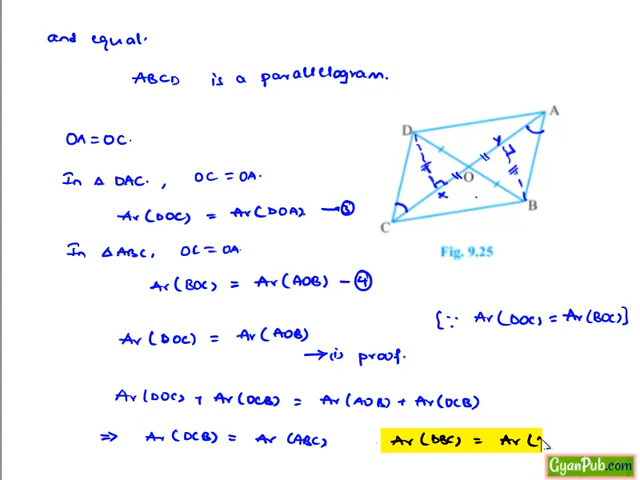 and equal.
ABCD is a parallelogram.
OA = OC.
In △ DAC, OC = OA.
Ar(DOC) = Ar(DOA) —③
In △ABC, OC = OA.
Ar(BOC) = Ar(AOB) —④
Ar(DOC) = Ar(AOB)
[∵ Ar(DOC) = Ar(BOC)]
→(i) proof.
Ar(DOC) + Ar(OCB) = Ar(AOB) + Ar(OCB)
⇒ Ar(DCB) = Ar(ABC) Ar(DBC) = Ar(
A
D
Y
O
X
B
C
Fig. 9.25
GyanPub.com